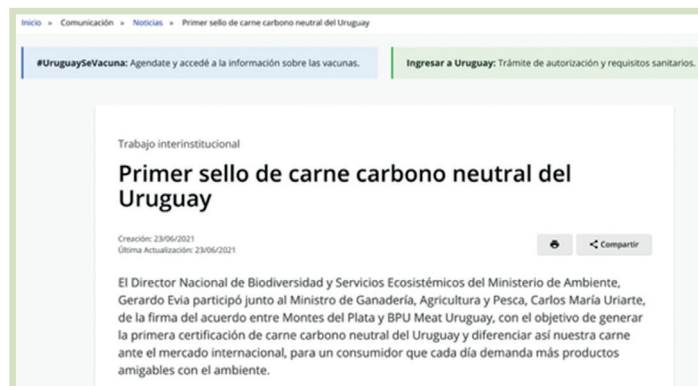 Inicio » Comunicación » Noticias » Primer sello de carne carbono neutral del Uruguay
#UruguaySeVacuna: Agendate y accedé a la información sobre las vacunas.
Ingresar a Uruguay: Trámite de autorización y requisitos sanitarios.
Trabajo interinstitucional
Primer sello de carne carbono neutral del
Uruguay
Creación: 23/06/2021
Última Actualización: 23/06/2021
Compartir
El Director Nacional de Biodiversidad y Servicios Ecosistémicos del Ministerio de Ambiente,
Gerardo Evia participó junto al Ministro de Ganadería, Agricultura y Pesca, Carlos María Uriarte,
de la firma del acuerdo entre Montes del Plata y BPU Meat Uruguay, con el objetivo de generar
la primera certificación de carne carbono neutral del Uruguay y diferenciar así nuestra carne
ante el mercado internacional, para un consumidor que cada día demanda más productos
amigables con el ambiente.